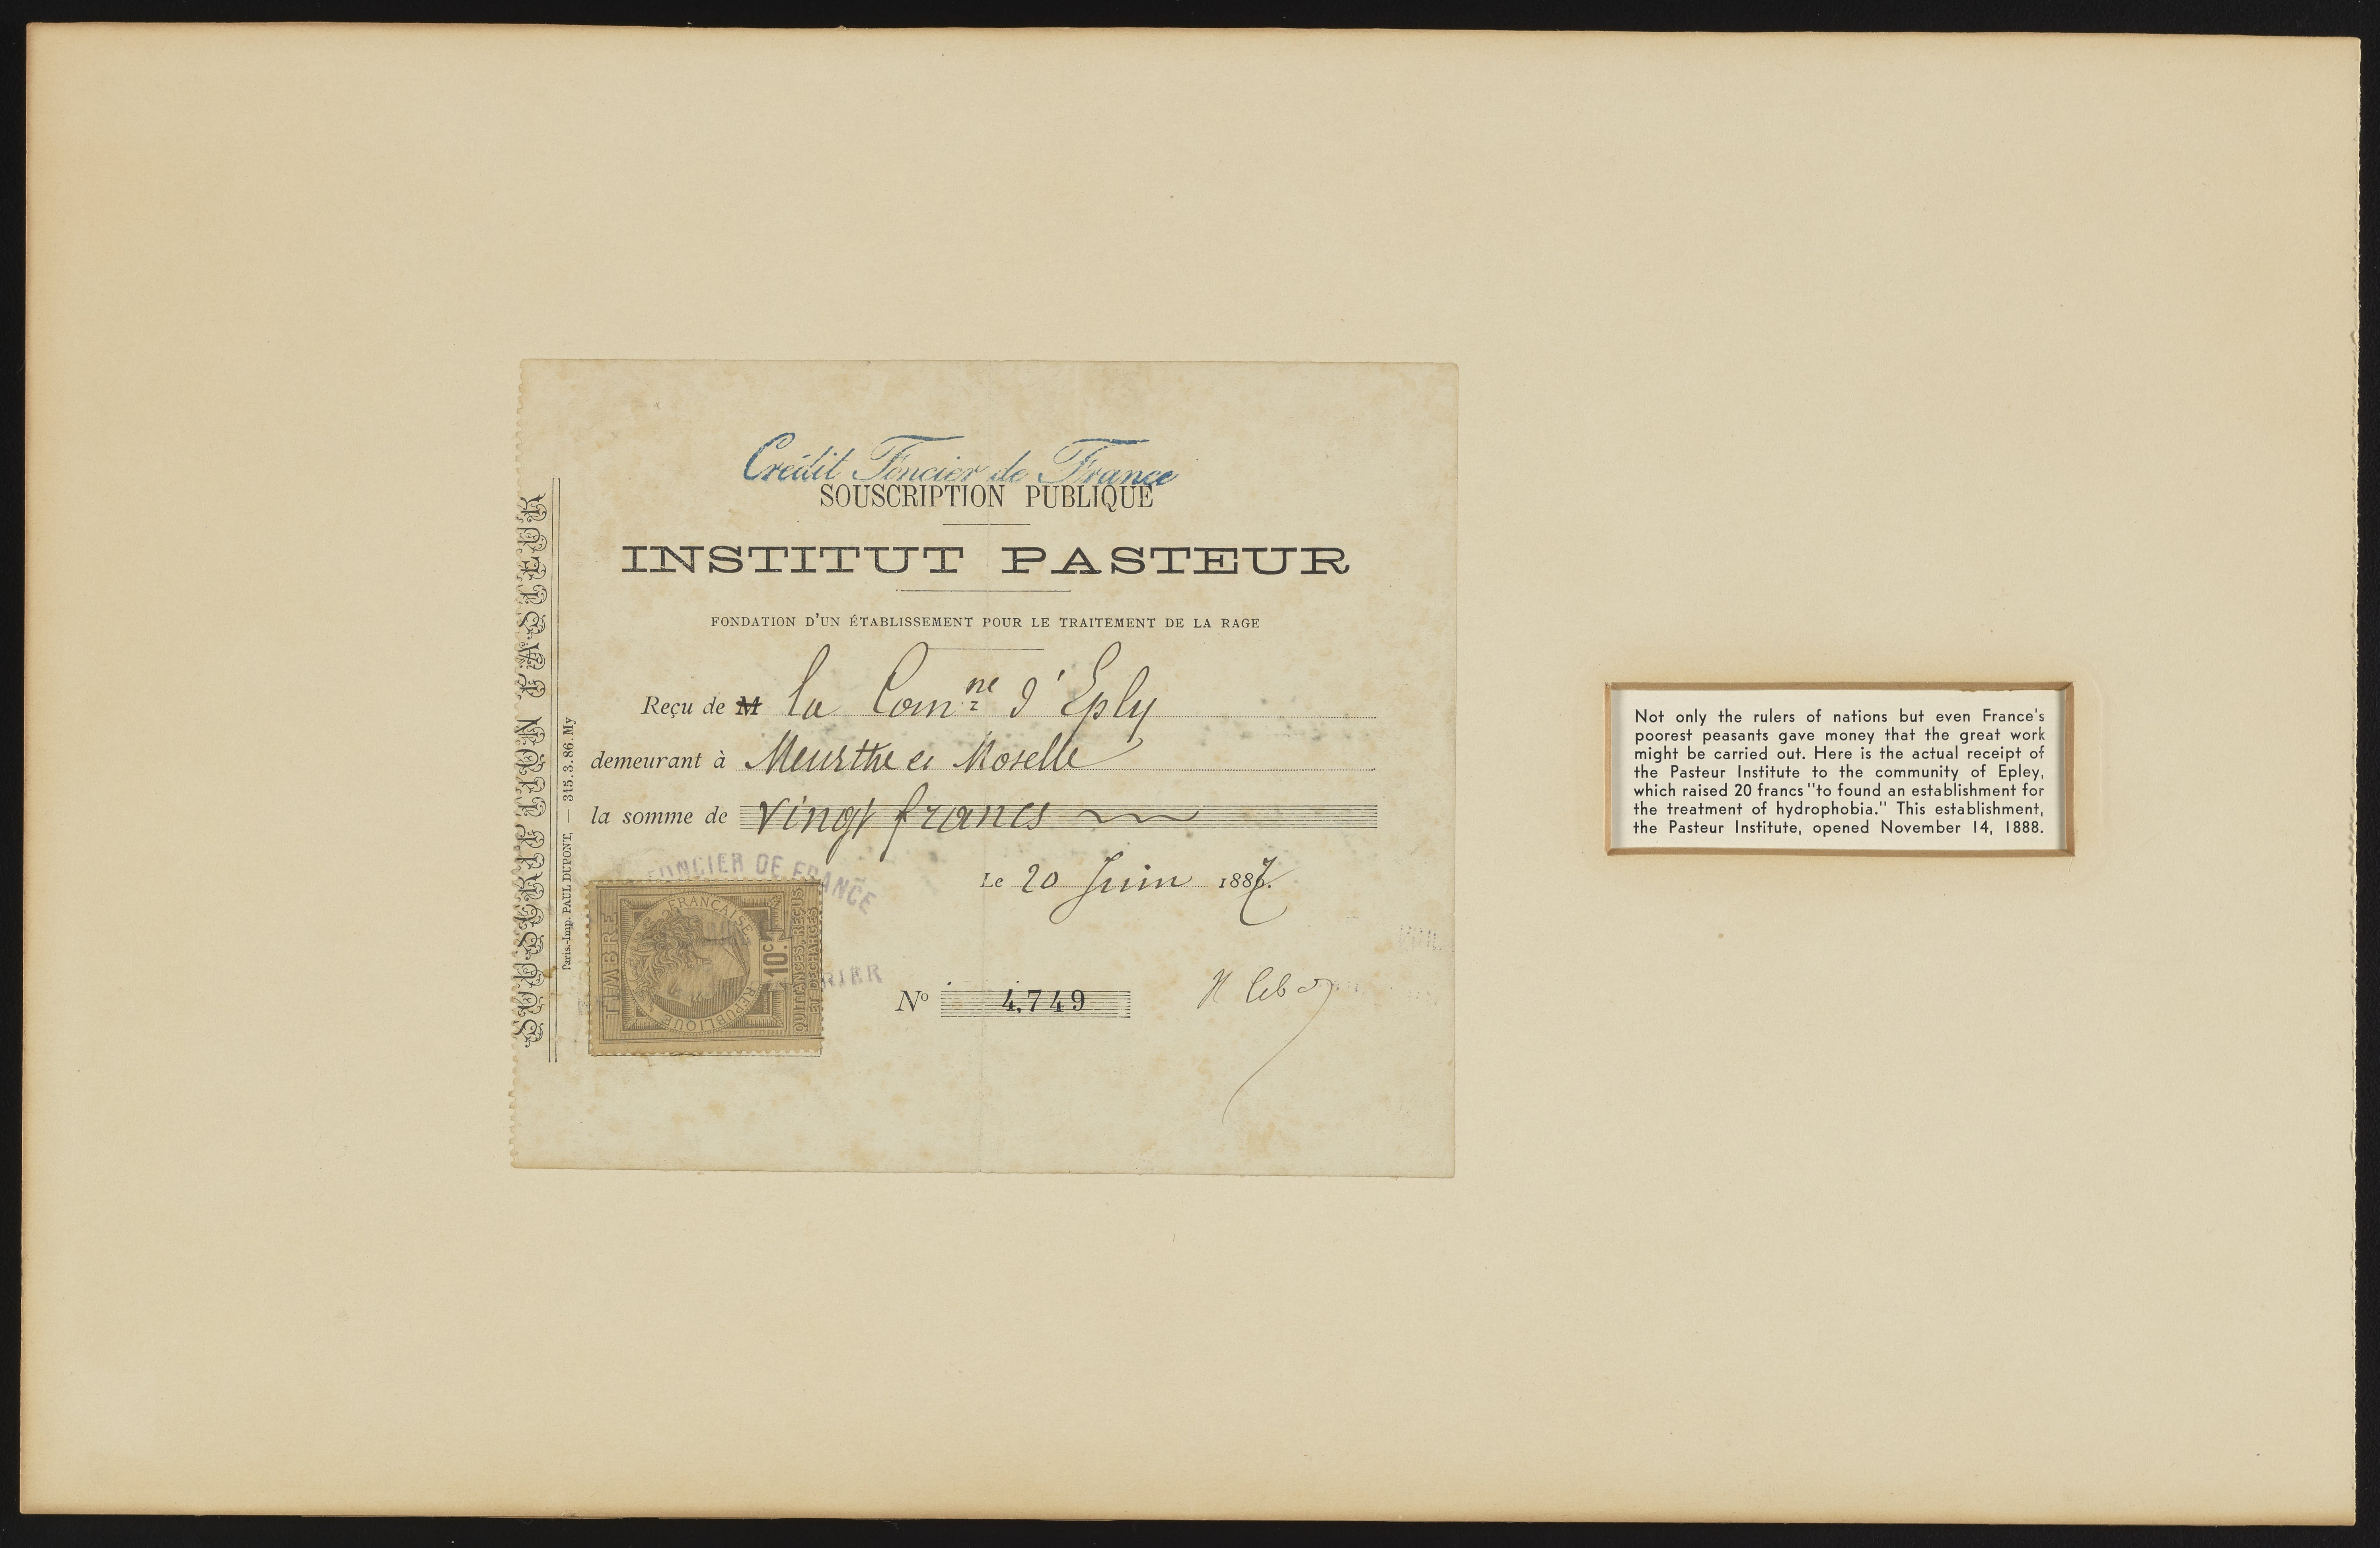 Crédit Foncier de France
SOUSCRIPTION PUBLIQUE
INSTITUT PASTEUR
FONDATION D'UN ÉTABLISSEMENT POUR LE TRAITEMENT DE LA RAGE
Reçu de M la Comne d'Eply
demeurant à Meurthe et Moselle
la somme de vingt francs
Le 20 Juin 1887.
No 4,749
SOUSCRIPTION PASTEUR
Paris.-Imp. PAUL DUPONT. — 315.3.86.My
FONCIER DE FRANCE
TIMBRE
RÉPUBLIQUE FRANÇAISE
10c.
QUITTANCES, REÇUS
ET DÉCHARGES
Not only the rulers of nations but even France's
poorest peasants gave money that the great work
might be carried out. Here is the actual receipt of
the Pasteur Institute to the community of Epley,
which raised 20 francs "to found an establishment for
the treatment of hydrophobia." This establishment,
the Pasteur Institute, opened November 14, 1888.